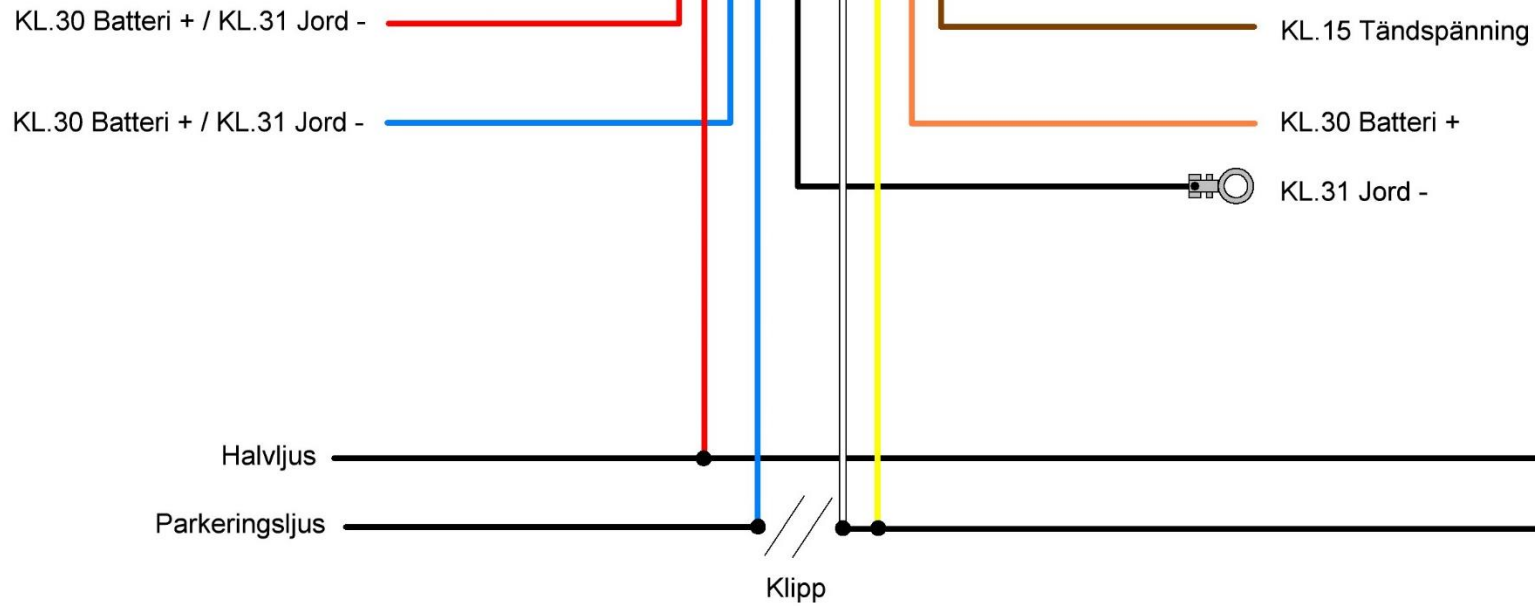 KL.30 Batteri + / KL.31 Jord -
KL.15 Tändspänning
KL.30 Batteri + / KL.31 Jord -
KL.30 Batteri +
KL.31 Jord -
Halvljus
Parkeringsljus
Klipp